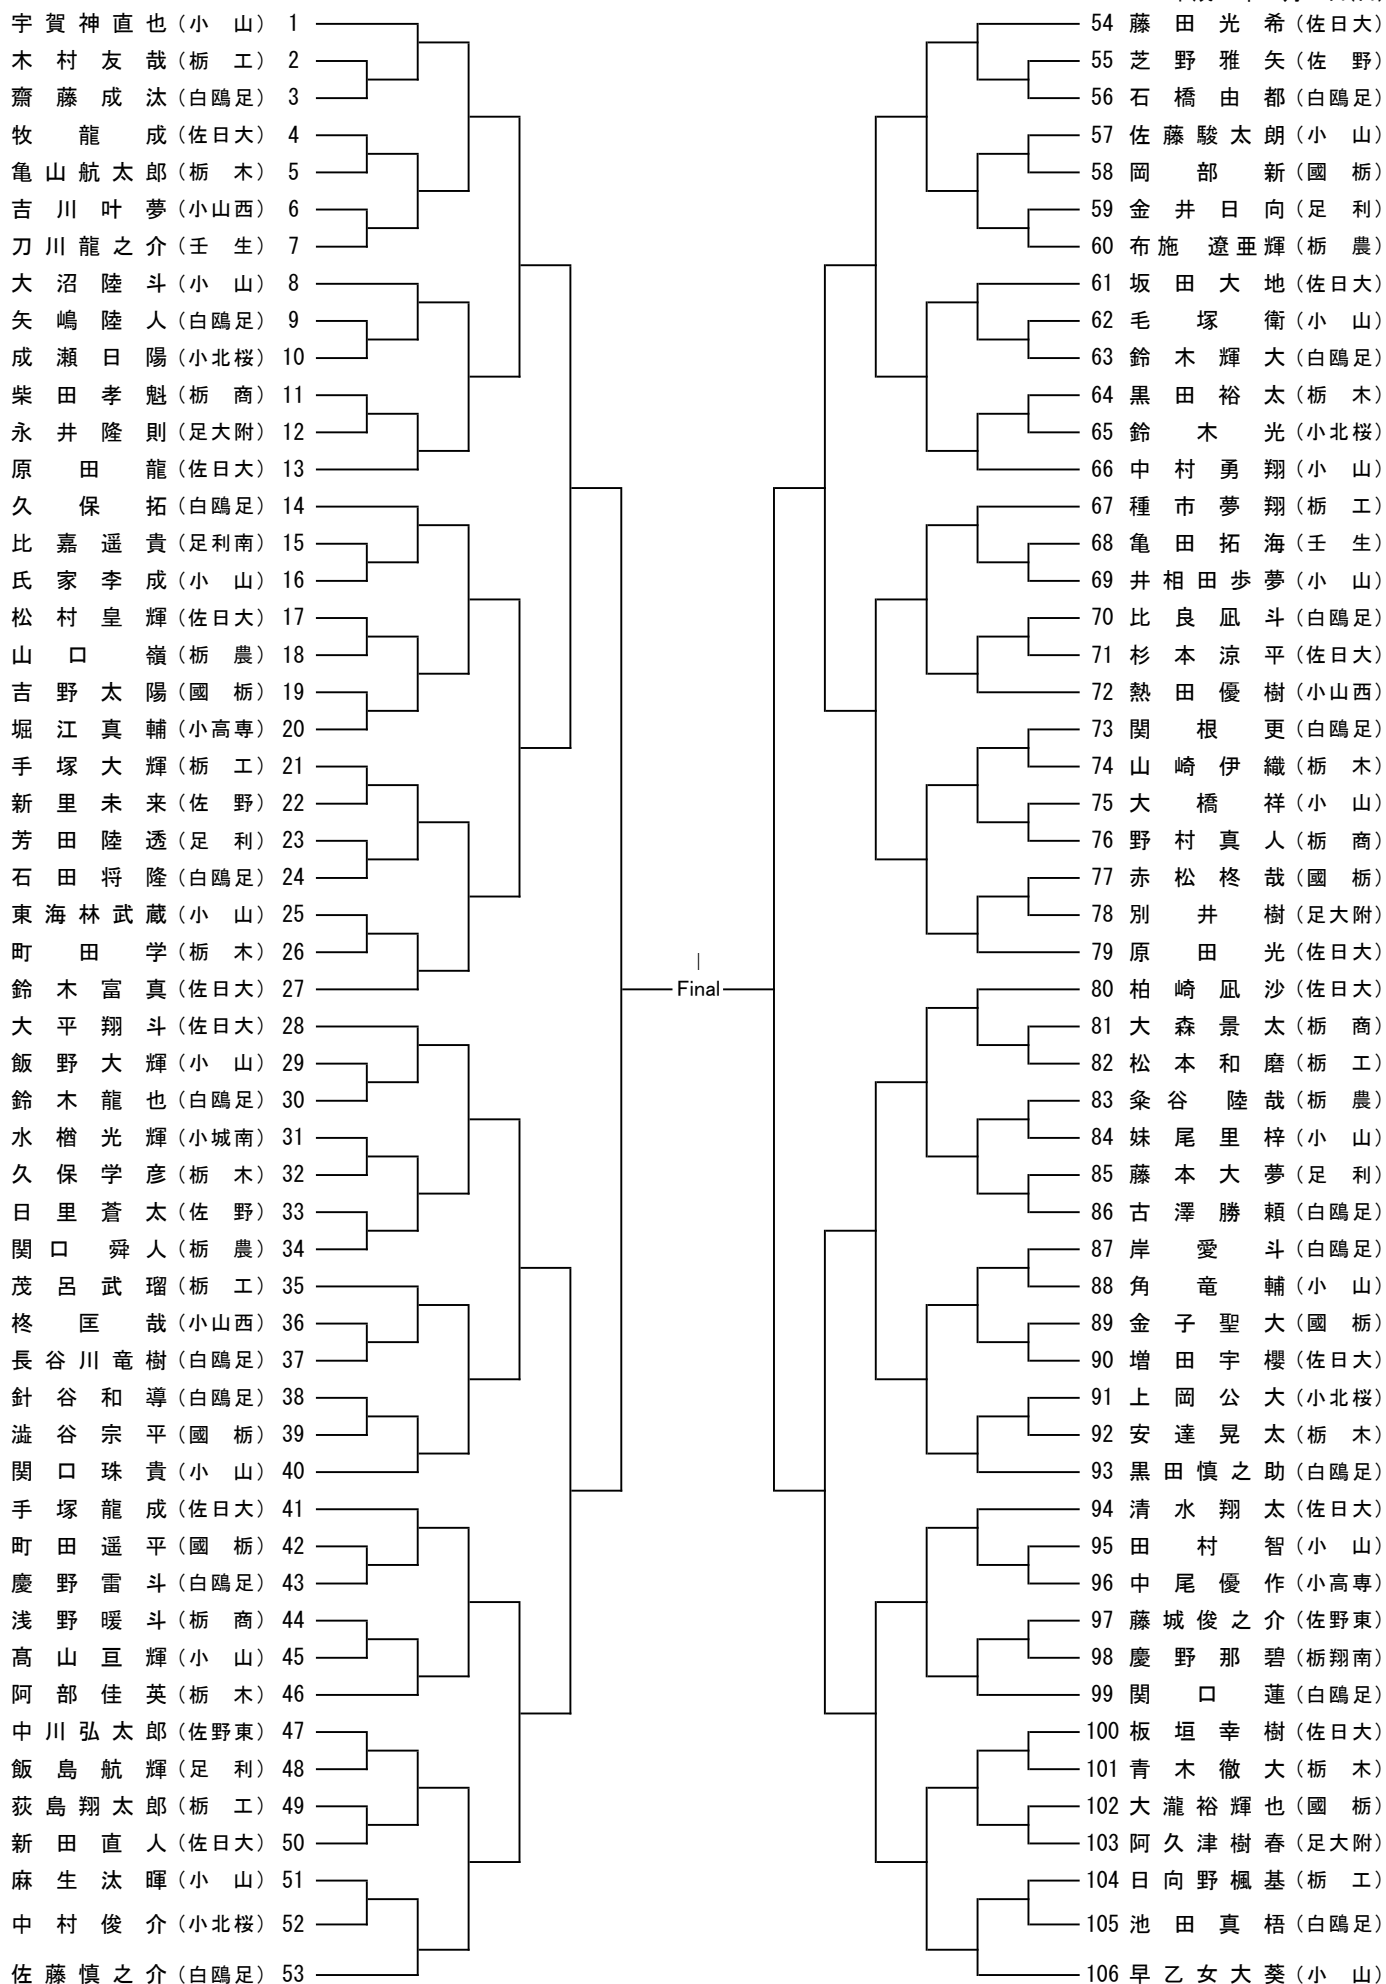 宇賀神直也(小 山) 1
木村友哉(栃 工) 2
齋藤成汰(白鴎足) 3
牧龍成(佐日大) 4
亀山航太郎(栃 木) 5
吉川叶夢(小山西) 6
刀川龍之介(壬 生) 7
大沼陸斗(小 山) 8
矢嶋陸人(白鴎足) 9
成瀬日陽(小北桜) 10
柴田孝魁(栃 商) 11
永井隆則(足大附) 12
原田龍(佐日大) 13
久保拓(白鴎足) 14
比嘉遥貴(足利南) 15
氏家李成(小 山) 16
松村皇輝(佐日大) 17
山口嶺(栃 農) 18
吉野太陽(國 栃) 19
堀江真輔(小高専) 20
手塚大輝(栃 工) 21
新里未来(佐 野) 22
芳田陸透(足 利) 23
石田将隆(白鴎足) 24
東海林武蔵(小 山) 25
町田学(栃 木) 26
鈴木富真(佐日大) 27
大平翔斗(佐日大) 28
飯野大輝(小 山) 29
鈴木龍也(白鴎足) 30
水楢光輝(小城南) 31
久保学彦(栃 木) 32
日里蒼太(佐 野) 33
関口舜人(栃 農) 34
茂呂武瑠(栃 工) 35
柊匡哉(小山西) 36
長谷川竜樹(白鴎足) 37
針谷和導(白鴎足) 38
澁谷宗平(國 栃) 39
関口珠貴(小 山) 40
手塚龍成(佐日大) 41
町田遥平(國 栃) 42
慶野雷斗(白鴎足) 43
浅野暖斗(栃 商) 44
髙山亘輝(小 山) 45
阿部佳英(栃 木) 46
中川弘太郎(佐野東) 47
飯島航輝(足 利) 48
荻島翔太郎(栃 工) 49
新田直人(佐日大) 50
麻生汰暉(小 山) 51
中村俊介(小北桜) 52
佐藤慎之介(白鴎足) 53
Final
54 藤田光希(佐日大)
55 芝野雅矢(佐 野)
56 石橋由都(白鴎足)
57 佐藤駿太朗(小 山)
58 岡部新(國 栃)
59 金井日向(足 利)
60 布施遼亜輝(栃 農)
61 坂田大地(佐日大)
62 毛塚衛(小 山)
63 鈴木輝大(白鴎足)
64 黒田裕太(栃 木)
65 鈴木光(小北桜)
66 中村勇翔(小 山)
67 種市夢翔(栃 工)
68 亀田拓海(壬 生)
69 井相田歩夢(小 山)
70 比良凪斗(白鴎足)
71 杉本涼平(佐日大)
72 熱田優樹(小山西)
73 関根更(白鴎足)
74 山崎伊織(栃 木)
75 大橋祥(小 山)
76 野村真人(栃 商)
77 赤松柊哉(國 栃)
78 別井樹(足大附)
79 原田光(佐日大)
80 柏崎凪沙(佐日大)
81 大森景太(栃 商)
82 松本和磨(栃 工)
83 粂谷陸哉(栃 農)
84 妹尾里梓(小 山)
85 藤本大夢(足 利)
86 古澤勝頼(白鴎足)
87 岸愛斗(白鴎足)
88 角竜輔(小 山)
89 金子聖大(國 栃)
90 増田宇櫻(佐日大)
91 上岡公大(小北桜)
92 安達晃太(栃 木)
93 黒田慎之助(白鴎足)
94 清水翔太(佐日大)
95 田村智(小 山)
96 中尾優作(小高専)
97 藤城俊之介(佐野東)
98 慶野那碧(栃翔南)
99 関口蓮(白鴎足)
100 板垣幸樹(佐日大)
101 青木徹大(栃 木)
102 大瀧裕輝也(國 栃)
103 阿久津樹春(足大附)
104 日向野楓基(栃 工)
105 池田真梧(白鴎足)
106 早乙女大葵(小 山)